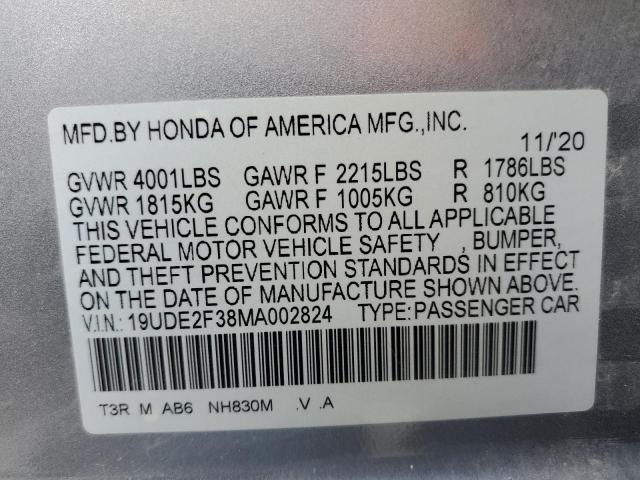 MFD.BY HONDA OF AMERICA MFG.,INC.
11/'20
GVWR 4001LBS GAWR F 2215LBS R 1786LBS
GVWR 1815KG GAWR F 1005KG R 810KG
THIS VEHICLE CONFORMS TO ALL APPLICABLE
FEDERAL MOTOR VEHICLE SAFETY , BUMPER,
AND THEFT PREVENTION STANDARDS IN EFFECT
ON THE DATE OF MANUFACTURE SHOWN ABOVE.
V.I.N.: 19UDE2F38MA002824 TYPE:PASSENGER CAR
T3R M AB6 NH830M .V .A